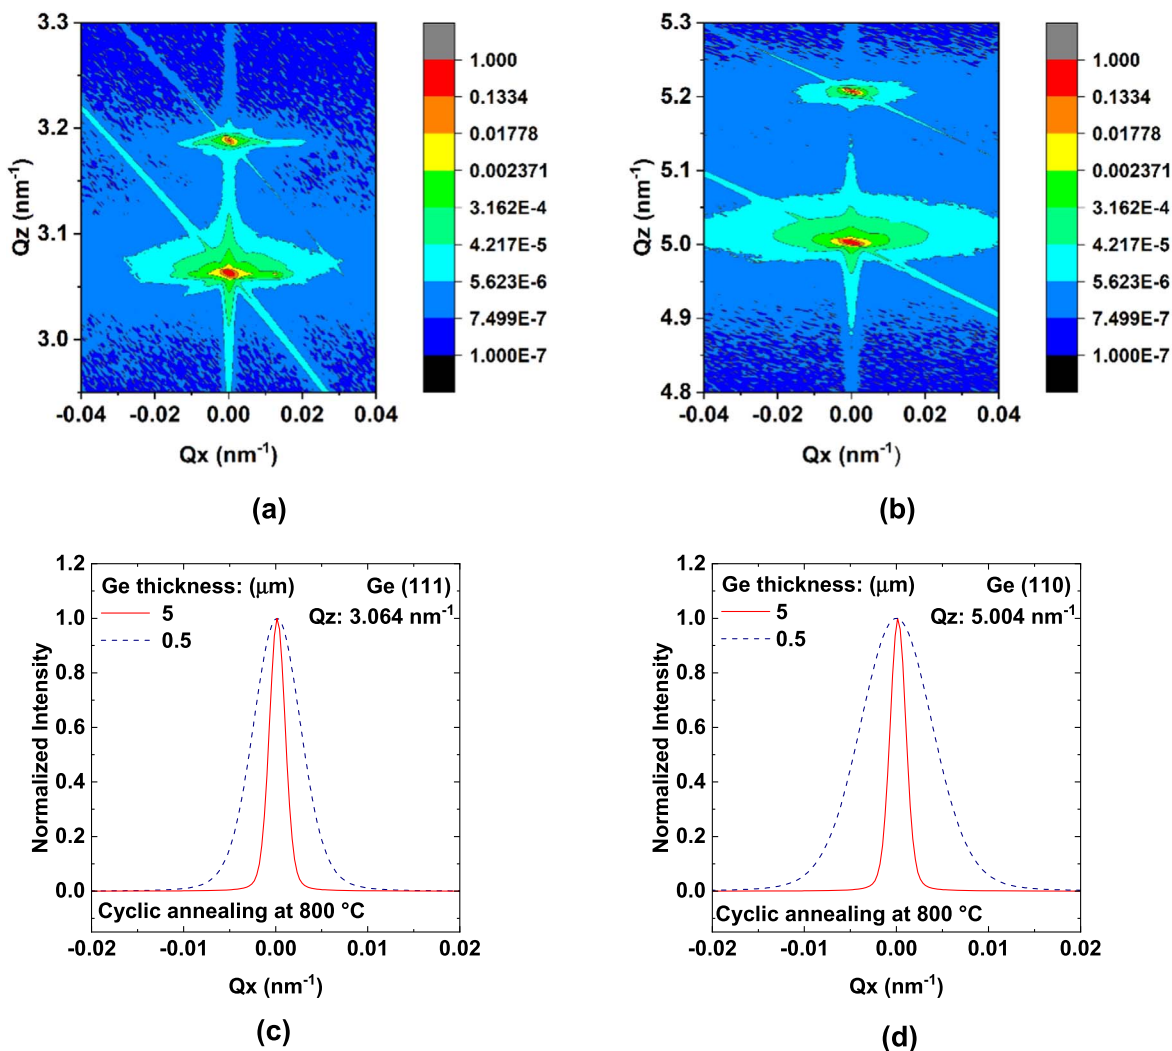 3.3
3.2
3.1
3.0
Qz (nm-1)
-0.04 -0.02 0.00 0.02 0.04
Qx (nm-1)
1.000
0.1334
0.01778
0.002371
3.162E-4
4.217E-5
5.623E-6
7.499E-7
1.000E-7
(a)
5.3
5.2
5.1
5.0
4.9
4.8
Qz (nm-1)
-0.04 -0.02 0.00 0.02 0.04
Qx (nm-1)
1.000
0.1334
0.01778
0.002371
3.162E-4
4.217E-5
5.623E-6
7.499E-7
1.000E-7
(b)
1.2
1.0
0.8
0.6
0.4
0.2
0.0
Normalized Intensity
Ge thickness: (μm) Ge (111)
5 Qz: 3.064 nm-1
0.5
Cyclic annealing at 800 °C
-0.02 -0.01 0.00 0.01 0.02
Qx (nm-1)
(c)
1.2
1.0
0.8
0.6
0.4
0.2
0.0
Normalized Intensity
Ge thickness: (μm) Ge (110)
5 Qz: 5.004 nm-1
0.5
Cyclic annealing at 800 °C
-0.02 -0.01 0.00 0.01 0.02
Qx (nm-1)
(d)